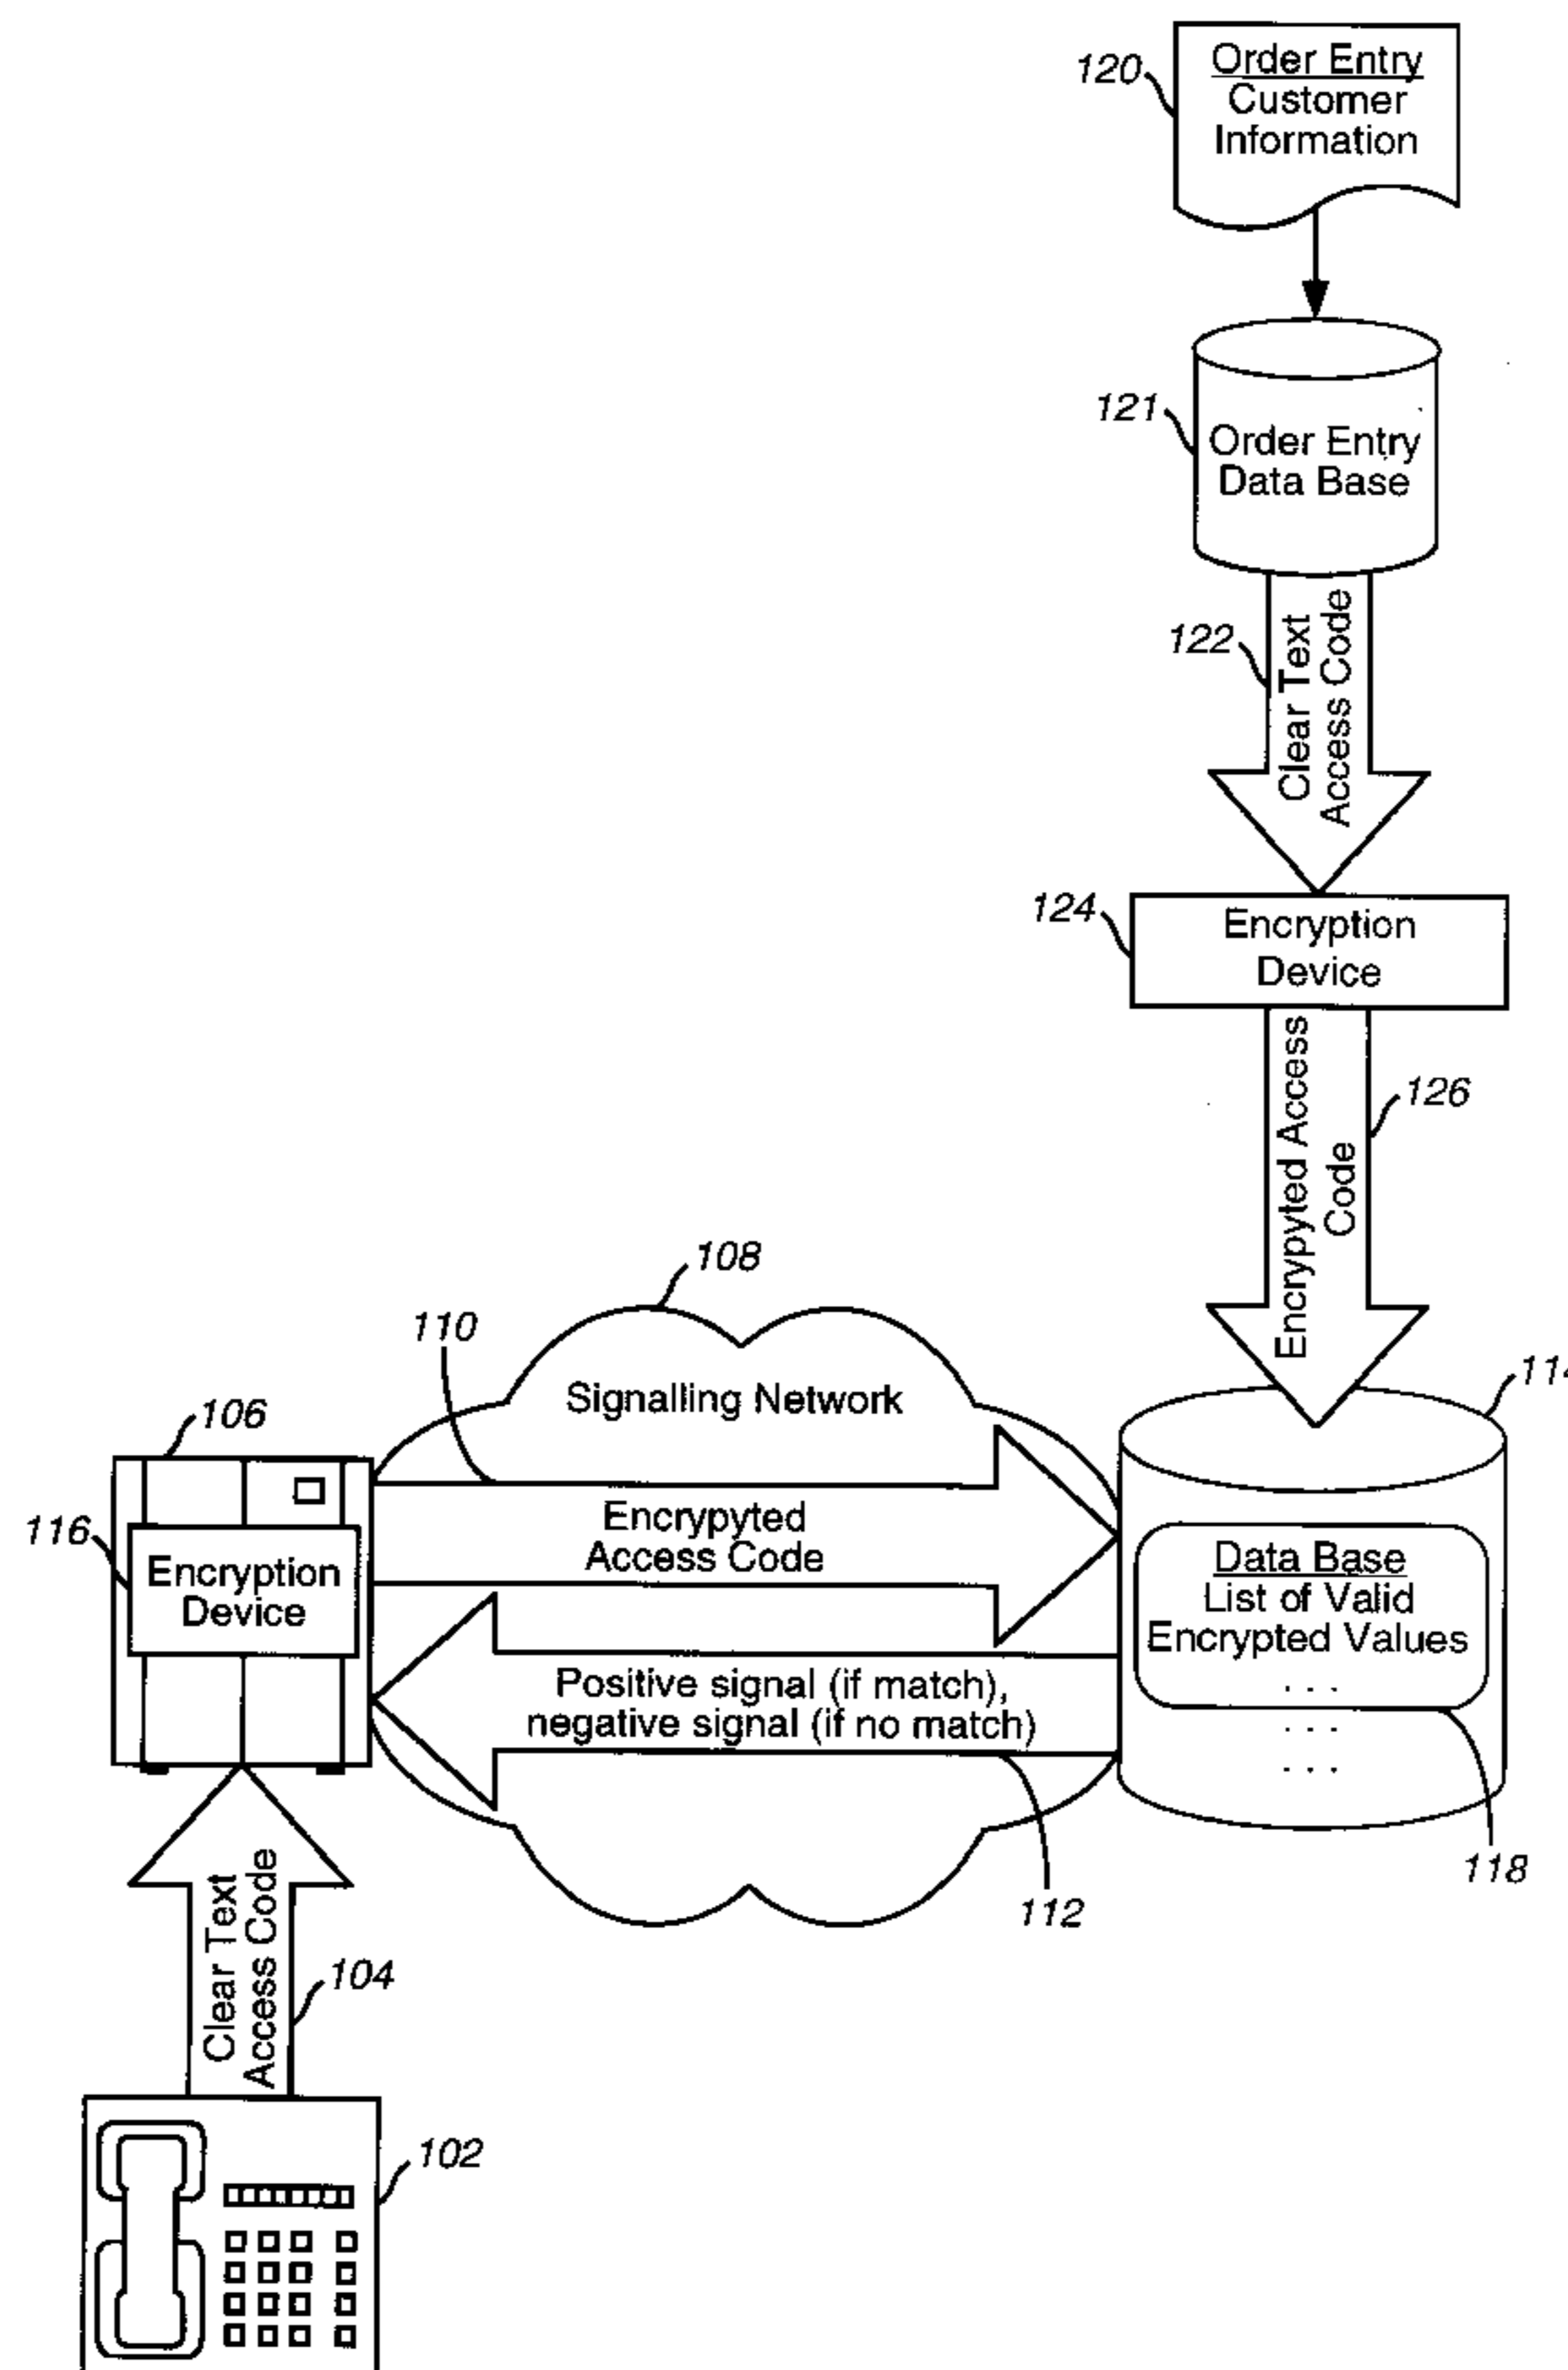 120
Order Entry
Customer
Information
121
Order Entry
Data Base
122
Clear Text
Access Code
124
Encryption
Device
Encrypyted Access
Code
126
108
110
Signalling Network
106
116
Encryption
Device
Encrypyted
Access Code
Positive signal (if match),
negative signal (if no match)
112
Data Base
List of Valid
Encrypted Values
. . .
. . .
. . .
118
Clear Text
Access Code
104
102